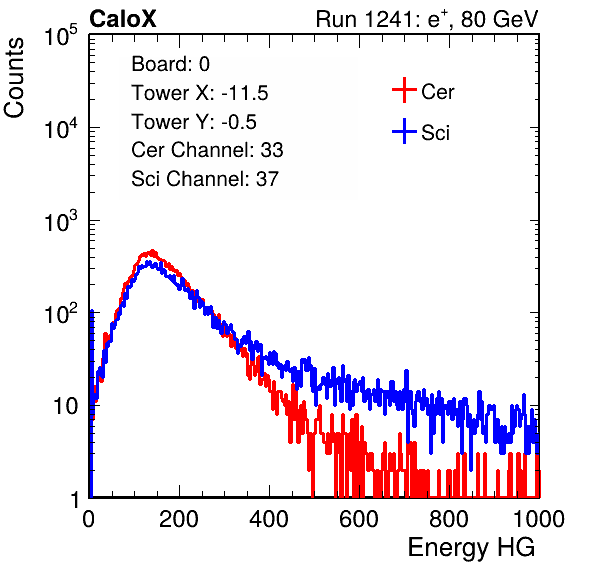 CaloX Run 1241: e⁺, 80 GeV
Counts
10⁵
10⁴
10³
10²
10
1
Board: 0
Tower X: -11.5
Tower Y: -0.5
Cer Channel: 33
Sci Channel: 37
Cer
Sci
0 200 400 600 800 1000
Energy HG